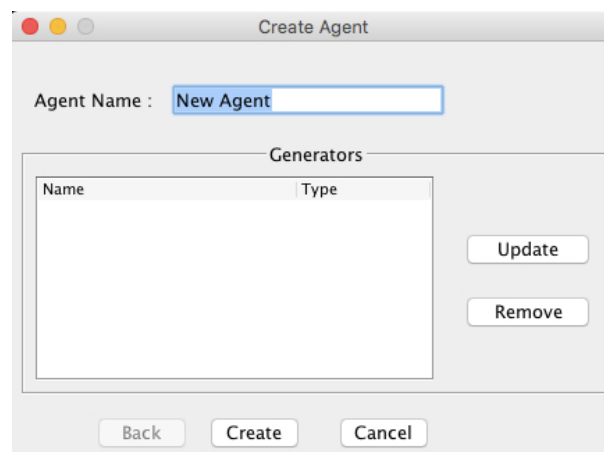 Create Agent
Agent Name : New Agent
Generators
Name Type
Update
Remove
Back Create Cancel